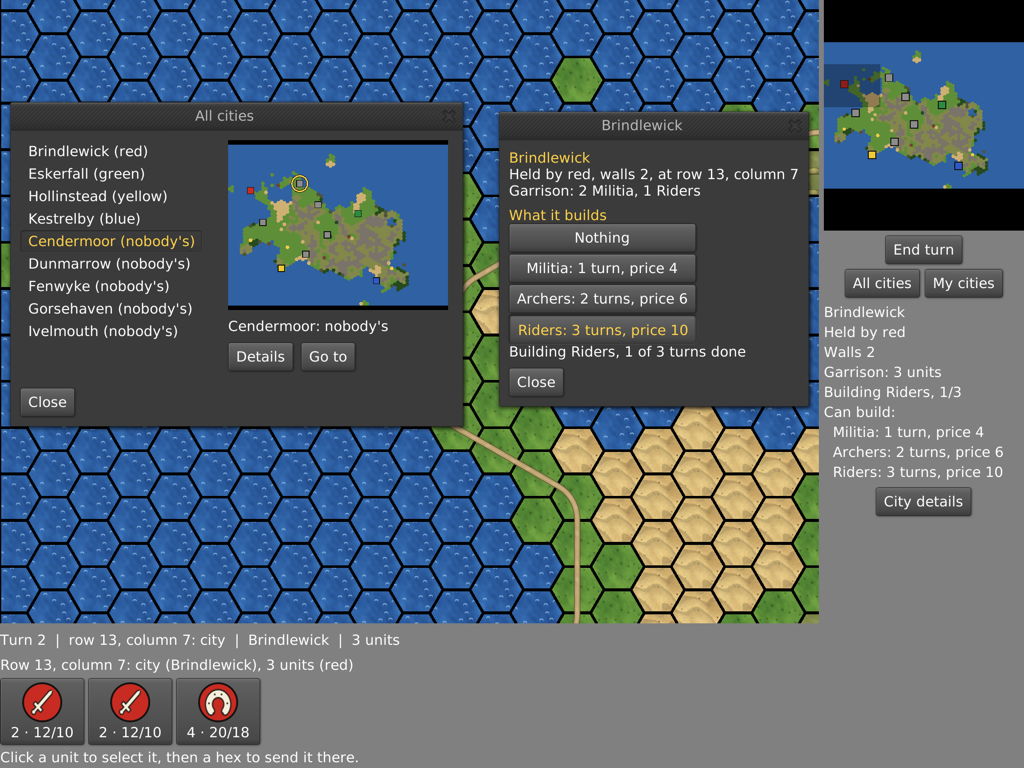 All cities
Brindlewick (red)
Eskerfall (green)
Hollinstead (yellow)
Kestrelby (blue)
Cendermoor (nobody's)
Dunmarrow (nobody's)
Fenwyke (nobody's)
Gorsehaven (nobody's)
Ivelmouth (nobody's)
Cendermoor: nobody's
Details
Go to
Close
Brindlewick
Brindlewick
Held by red, walls 2, at row 13, column 7
Garrison: 2 Militia, 1 Riders
What it builds
Nothing
Militia: 1 turn, price 4
Archers: 2 turns, price 6
Riders: 3 turns, price 10
Building Riders, 1 of 3 turns done
Close
End turn
All cities
My cities
Brindlewick
Held by red
Walls 2
Garrison: 3 units
Building Riders, 1/3
Can build:
Militia: 1 turn, price 4
Archers: 2 turns, price 6
Riders: 3 turns, price 10
City details
Turn 2 | row 13, column 7: city | Brindlewick | 3 units
Row 13, column 7: city (Brindlewick), 3 units (red)
2 · 12/10
2 · 12/10
4 · 20/18
Click a unit to select it, then a hex to send it there.